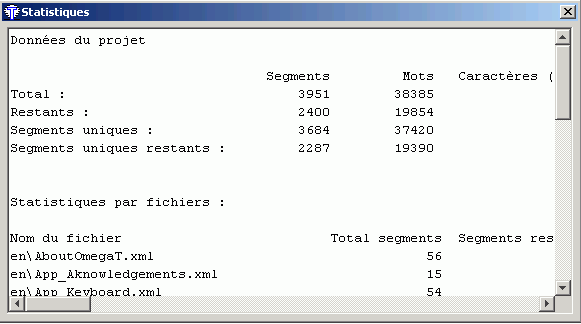 Statistiques
Données du projet
Segments Mots Caractères (
Total : 3951 38385
Restants : 2400 19854
Segments uniques : 3684 37420
Segments uniques restants : 2287 19390
Statistiques par fichiers :
Nom du fichier Total segments Segments res
en\AboutOmegaT.xml 56
en\App_Aknowledgements.xml 15
en\App_Keyboard.xml 54